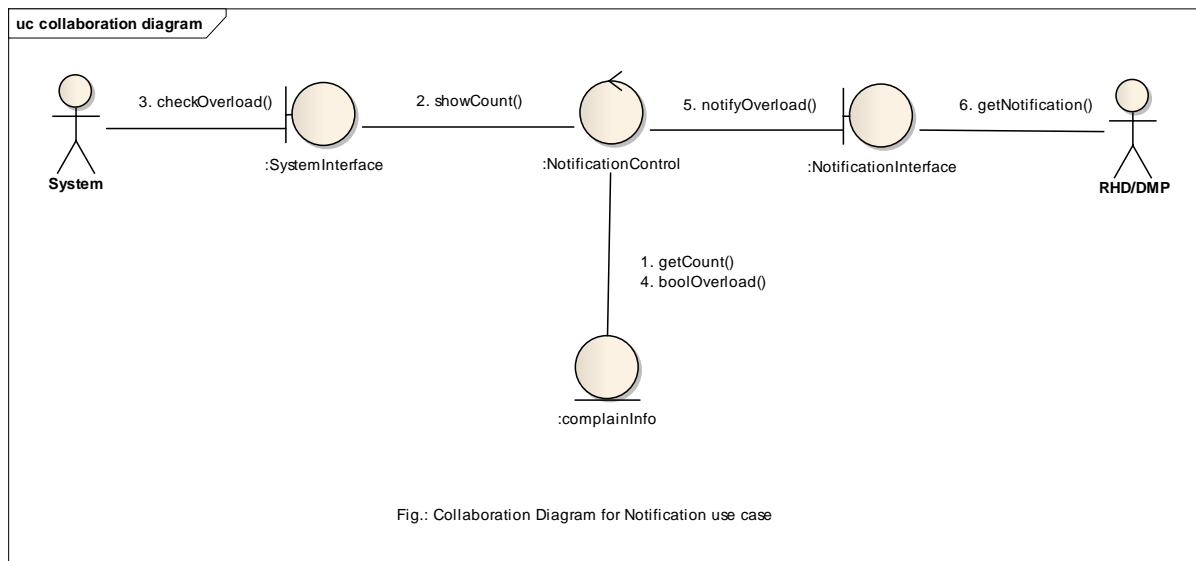 uc collaboration diagram
3. checkOverload()
2. showCount()
5. notifyOverload()
6. getNotification()
System
:SystemInterface
:NotificationControl
:NotificationInterface
RHD/DMP
1. getCount()
4. boolOverload()
:complainInfo
Fig.: Collaboration Diagram for Notification use case